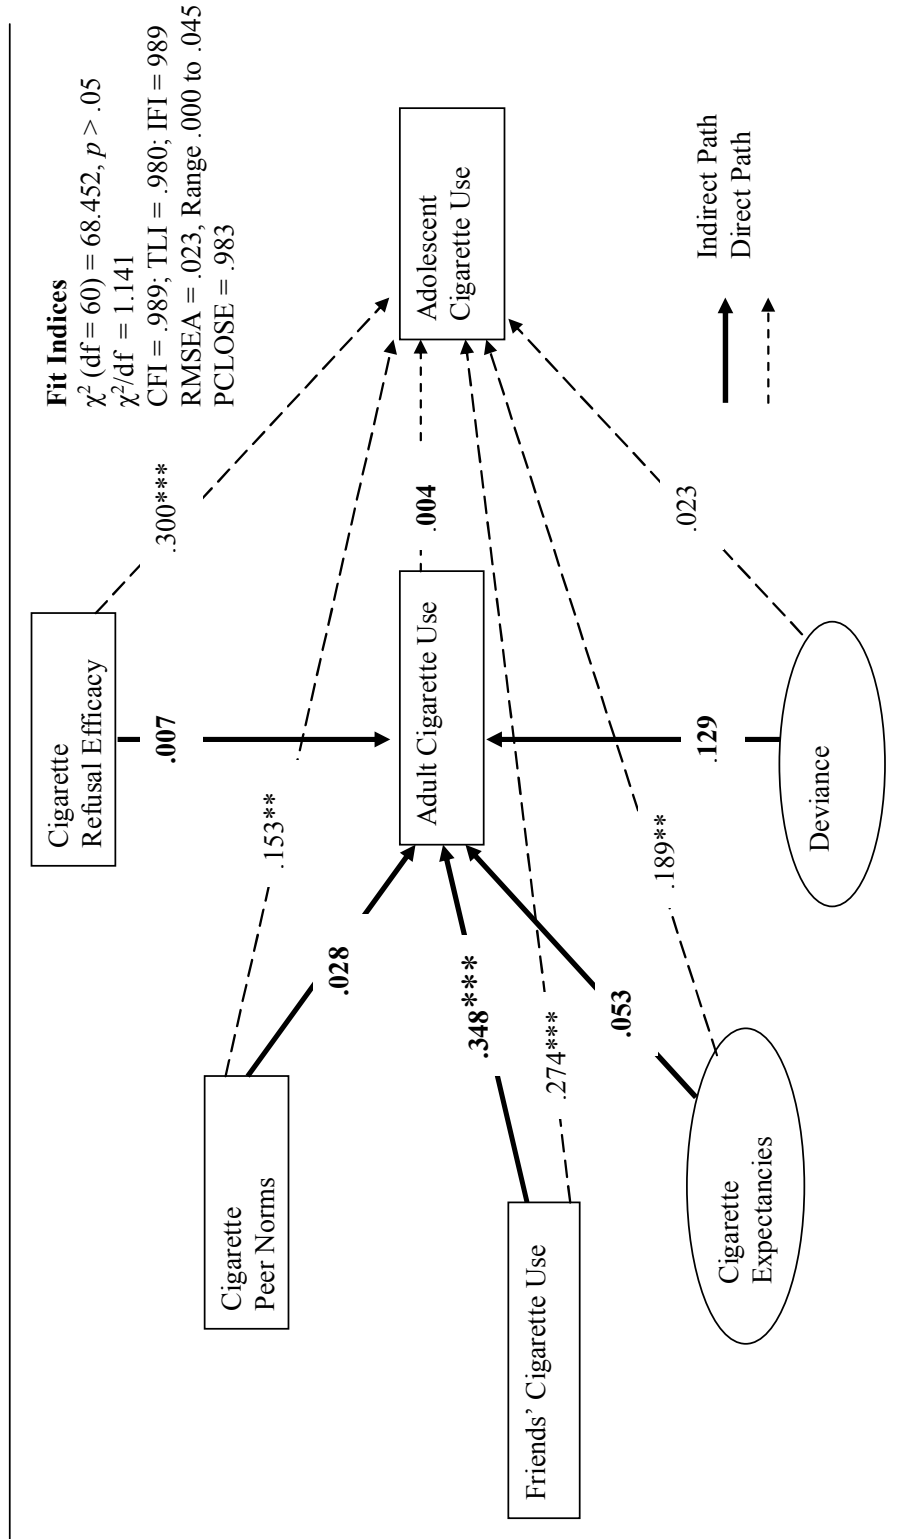 Fit Indices
χ² (df = 60) = 68.452, p > .05
χ²/df = 1.141
CFI = .989; TLI = .980; IFI = 989
RMSEA = .023, Range .000 to .045
PCLOSE = .983
Cigarette
Refusal Efficacy
.300***
.007
Cigarette
Peer Norms
.153**
.028
Adult Cigarette Use
.004
Adolescent
Cigarette Use
Friends’ Cigarette Use
.348***
.274***
.053
Cigarette
Expectancies
.189**
.129
Deviance
.023
Indirect Path
Direct Path